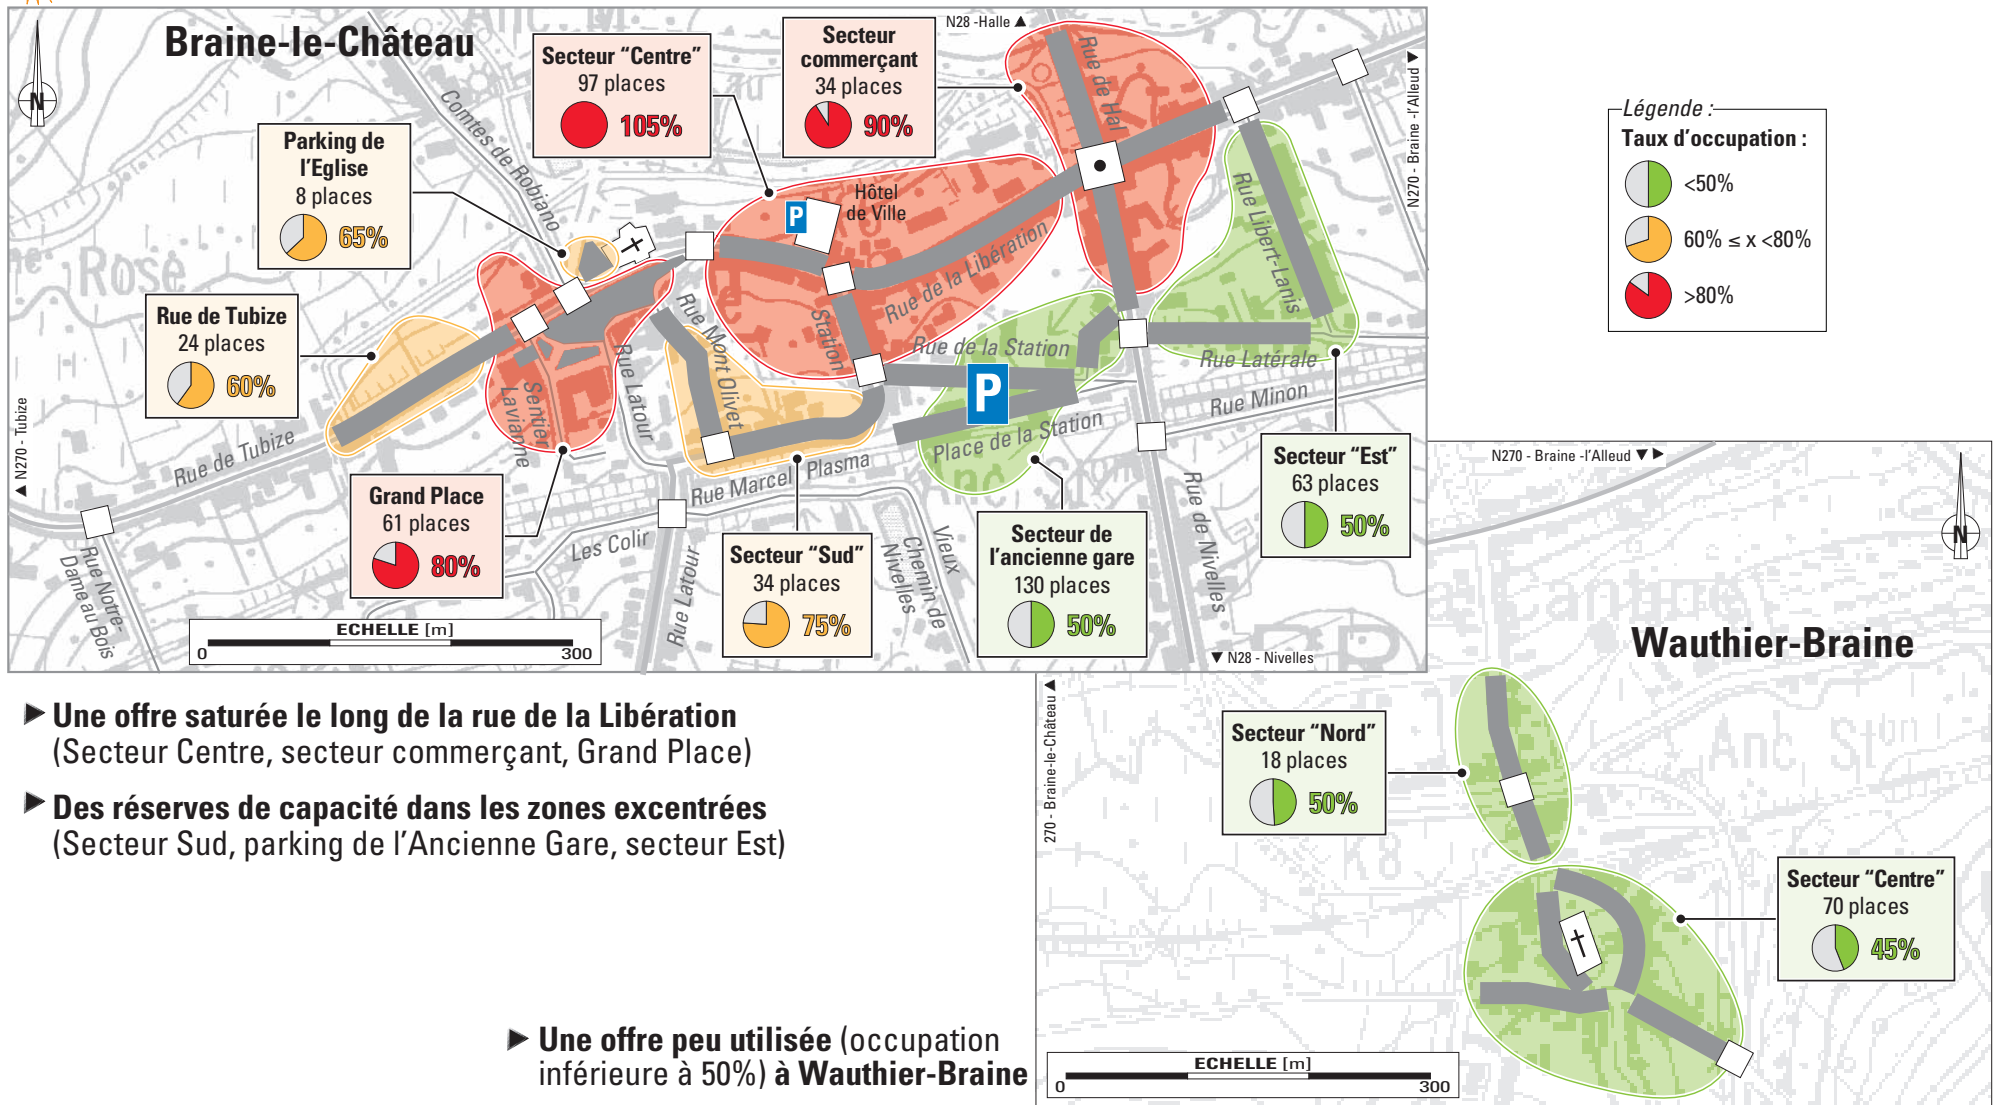 Braine-le-Château
N
N28 -Halle ▲
Secteur “Centre”
97 places
105%
Secteur
commerçant
34 places
90%
Parking de
l’Eglise
8 places
65%
Rue de Tubize
24 places
60%
Grand Place
61 places
80%
Secteur “Sud”
34 places
75%
Secteur de
l’ancienne gare
130 places
50%
Secteur “Est”
63 places
50%
Comtes de Robiano
Rue de Hal
Hôtel
de Ville
P
Rue de la Libération
Rue Libert-Lanis
Station
Rue de la Station
P
Place de la Station
Rue Latérale
Rue Minon
Rue Mont Olivet
Rue Latour
Sentier
Lavianne
Rue de Tubize
Rue Marcel Plasma
Les Colir
Rue Latour
Vieux
Chemin de
Nivelles
Rue de Nivelles
Rue Notre-
Dame au Bois
Rosé
▲ N270 - Tubize
N270 - Braine -l’Alleud ▼
▼ N28 - Nivelles
ECHELLE [m]
0 300
Légende :
Taux d’occupation :
<50%
60% ≤ x <80%
>80%
▶ Une offre saturée le long de la rue de la Libération
(Secteur Centre, secteur commerçant, Grand Place)
▶ Des réserves de capacité dans les zones excentrées
(Secteur Sud, parking de l’Ancienne Gare, secteur Est)
▶ Une offre peu utilisée (occupation
inférieure à 50%) à Wauthier-Braine
N270 - Braine -l’Alleud ▼ ▶
N
Wauthier-Braine
270 - Braine-le-Château ▲
Secteur “Nord”
18 places
50%
Anc Ston
Secteur “Centre”
70 places
45%
ECHELLE [m]
0 300